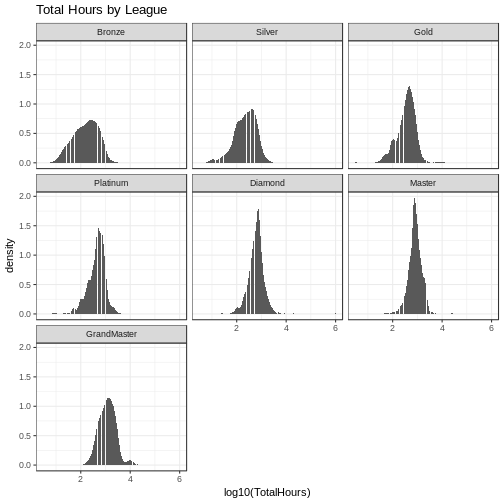 Total Hours by League
Bronze Silver Gold
2.0
1.5
1.0
0.5
0.0
Platinum Diamond Master
2.0
1.5
1.0
0.5
0.0
density
2 4 6 2 4 6
GrandMaster
2.0
1.5
1.0
0.5
0.0
2 4 6
log10(TotalHours)